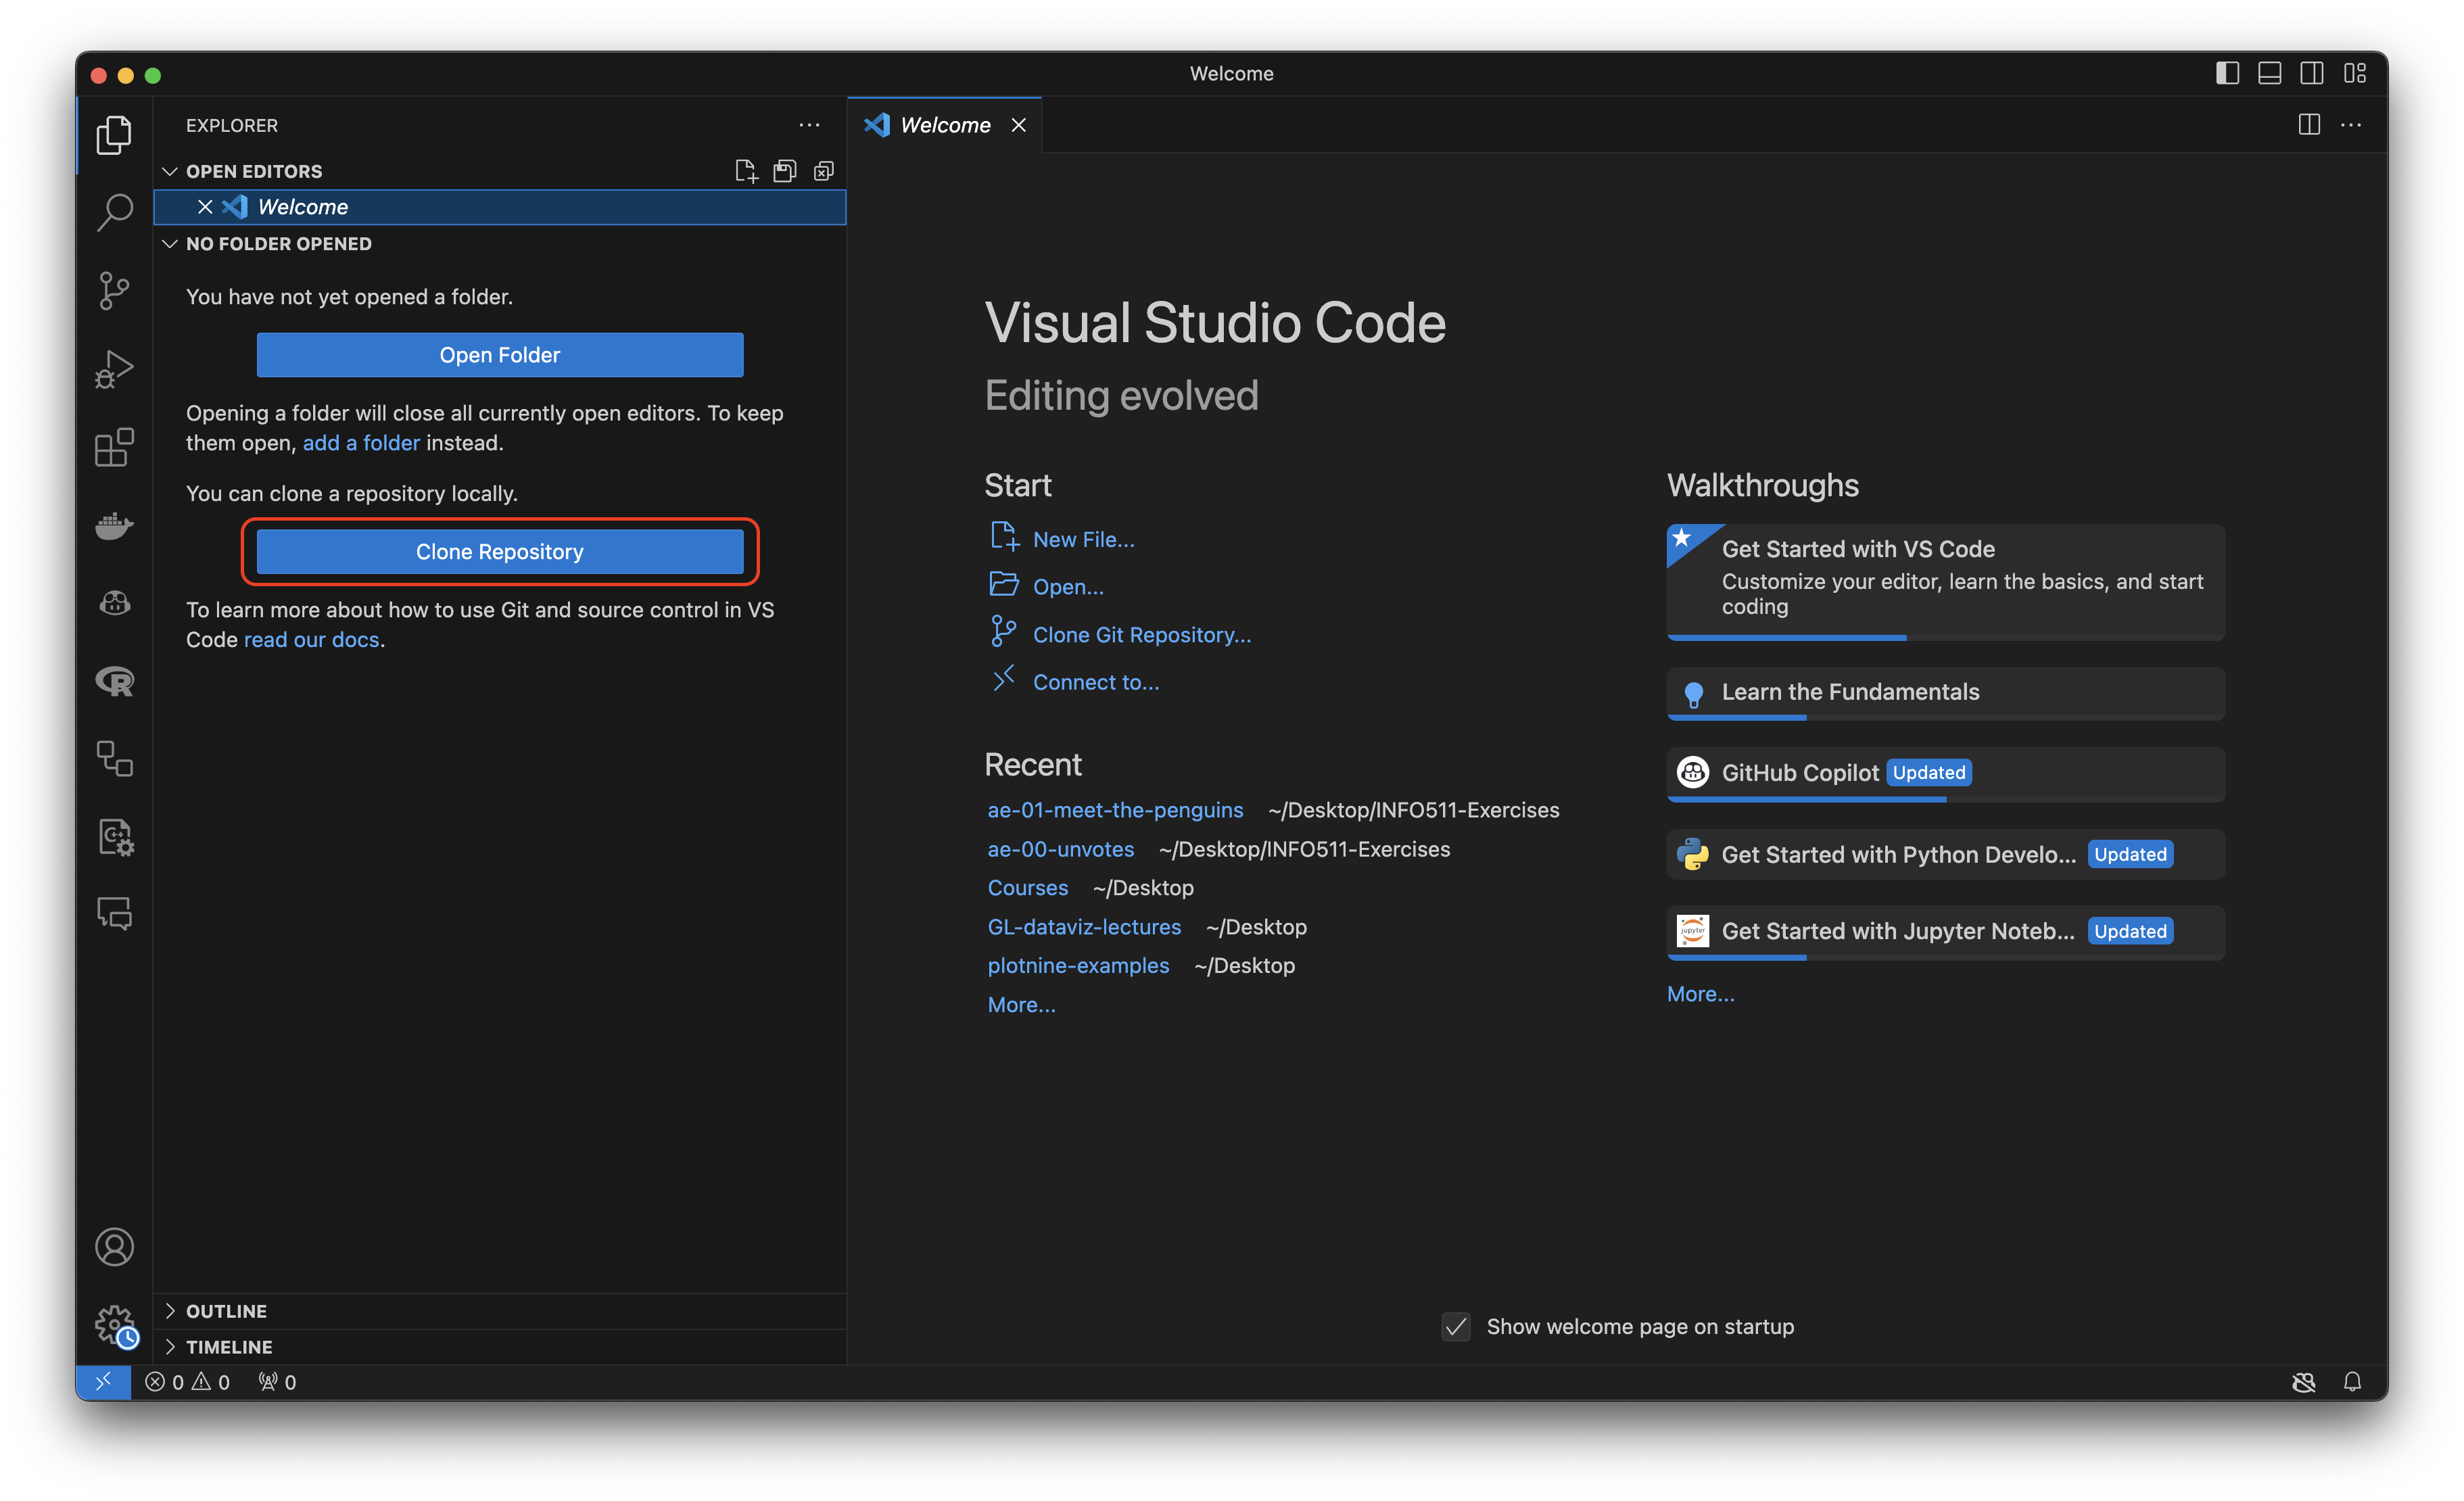 Welcome
EXPLORER
OPEN EDITORS
Welcome
NO FOLDER OPENED
You have not yet opened a folder.
Open Folder
Opening a folder will close all currently open editors. To keep
them open, add a folder instead.
You can clone a repository locally.
Clone Repository
To learn more about how to use Git and source control in VS
Code read our docs.
OUTLINE
TIMELINE
Welcome
Visual Studio Code
Editing evolved
Start
New File...
Open...
Clone Git Repository...
Connect to...
Recent
ae-01-meet-the-penguins ~/Desktop/INFO511-Exercises
ae-00-unvotes ~/Desktop/INFO511-Exercises
Courses ~/Desktop
GL-dataviz-lectures ~/Desktop
plotnine-examples ~/Desktop
More...
Walkthroughs
Get Started with VS Code
Customize your editor, learn the basics, and start
coding
Learn the Fundamentals
GitHub Copilot Updated
Get Started with Python Develo... Updated
jupyter
Get Started with Jupyter Noteb... Updated
More...
Show welcome page on startup
0 0 0